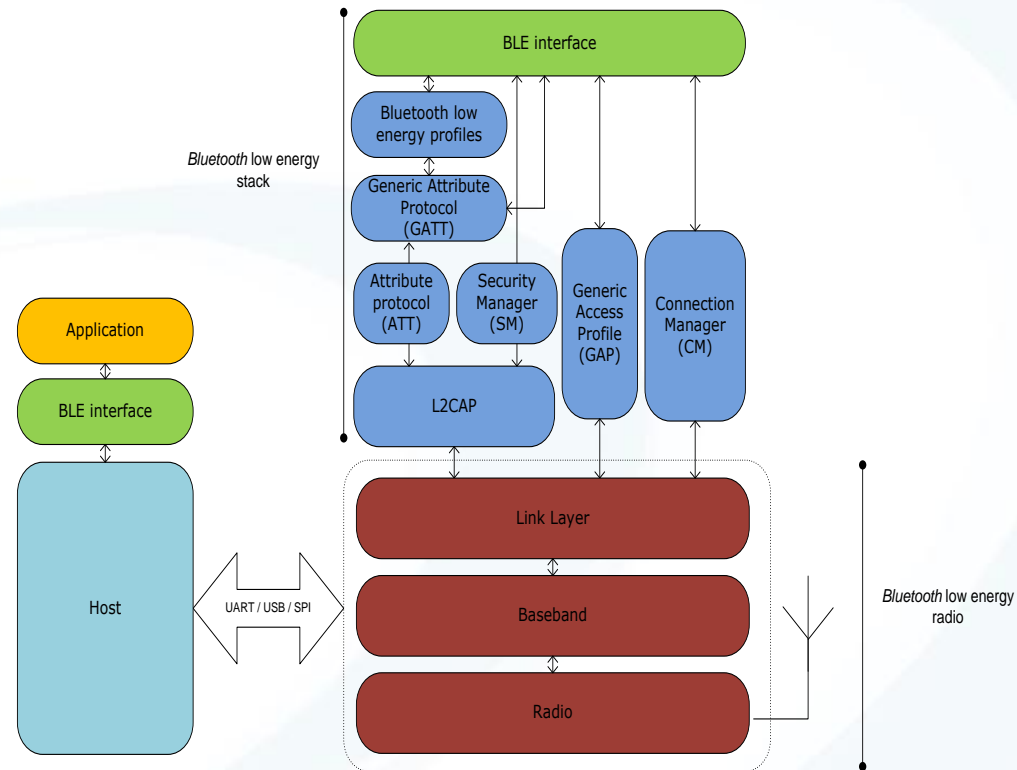 BLE interface
Bluetooth low
energy profiles
Bluetooth low energy
stack
Generic Attribute
Protocol
(GATT)
Attribute
protocol
(ATT)
Security
Manager
(SM)
Generic
Access
Profile
(GAP)
Connection
Manager
(CM)
Application
BLE interface
L2CAP
Link Layer
Host
UART / USB / SPI
Baseband
Bluetooth low energy
radio
Radio